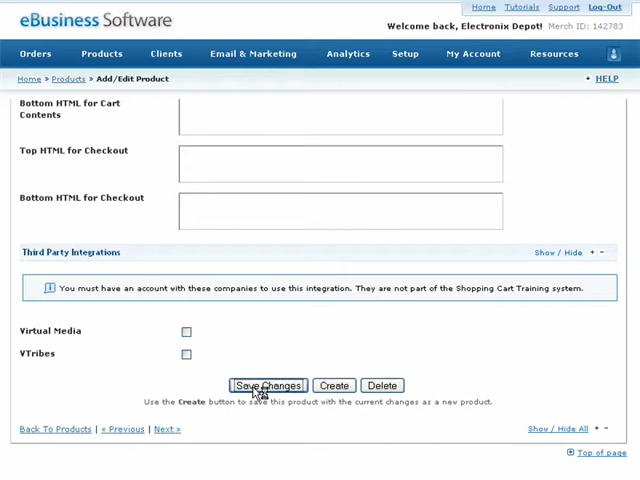 eBusiness Software
Home Tutorials Support Log-Out
Welcome back, Electronix Depot! Merch ID: 142783
Orders Products Clients Email & Marketing Analytics Setup My Account Resources
Home » Products » Add/Edit Product
HELP
Bottom HTML for Cart
Contents
Top HTML for Checkout
Bottom HTML for Checkout
Third Party Integrations
Show / Hide + −
You must have an account with these companies to use this integration. They are not part of the Shopping Cart Training system.
Virtual Media
VTribes
Save Changes Create Delete
Use the Create button to save this product with the current changes as a new product.
Back To Products | « Previous | Next »
Show / Hide All + −
Top of page